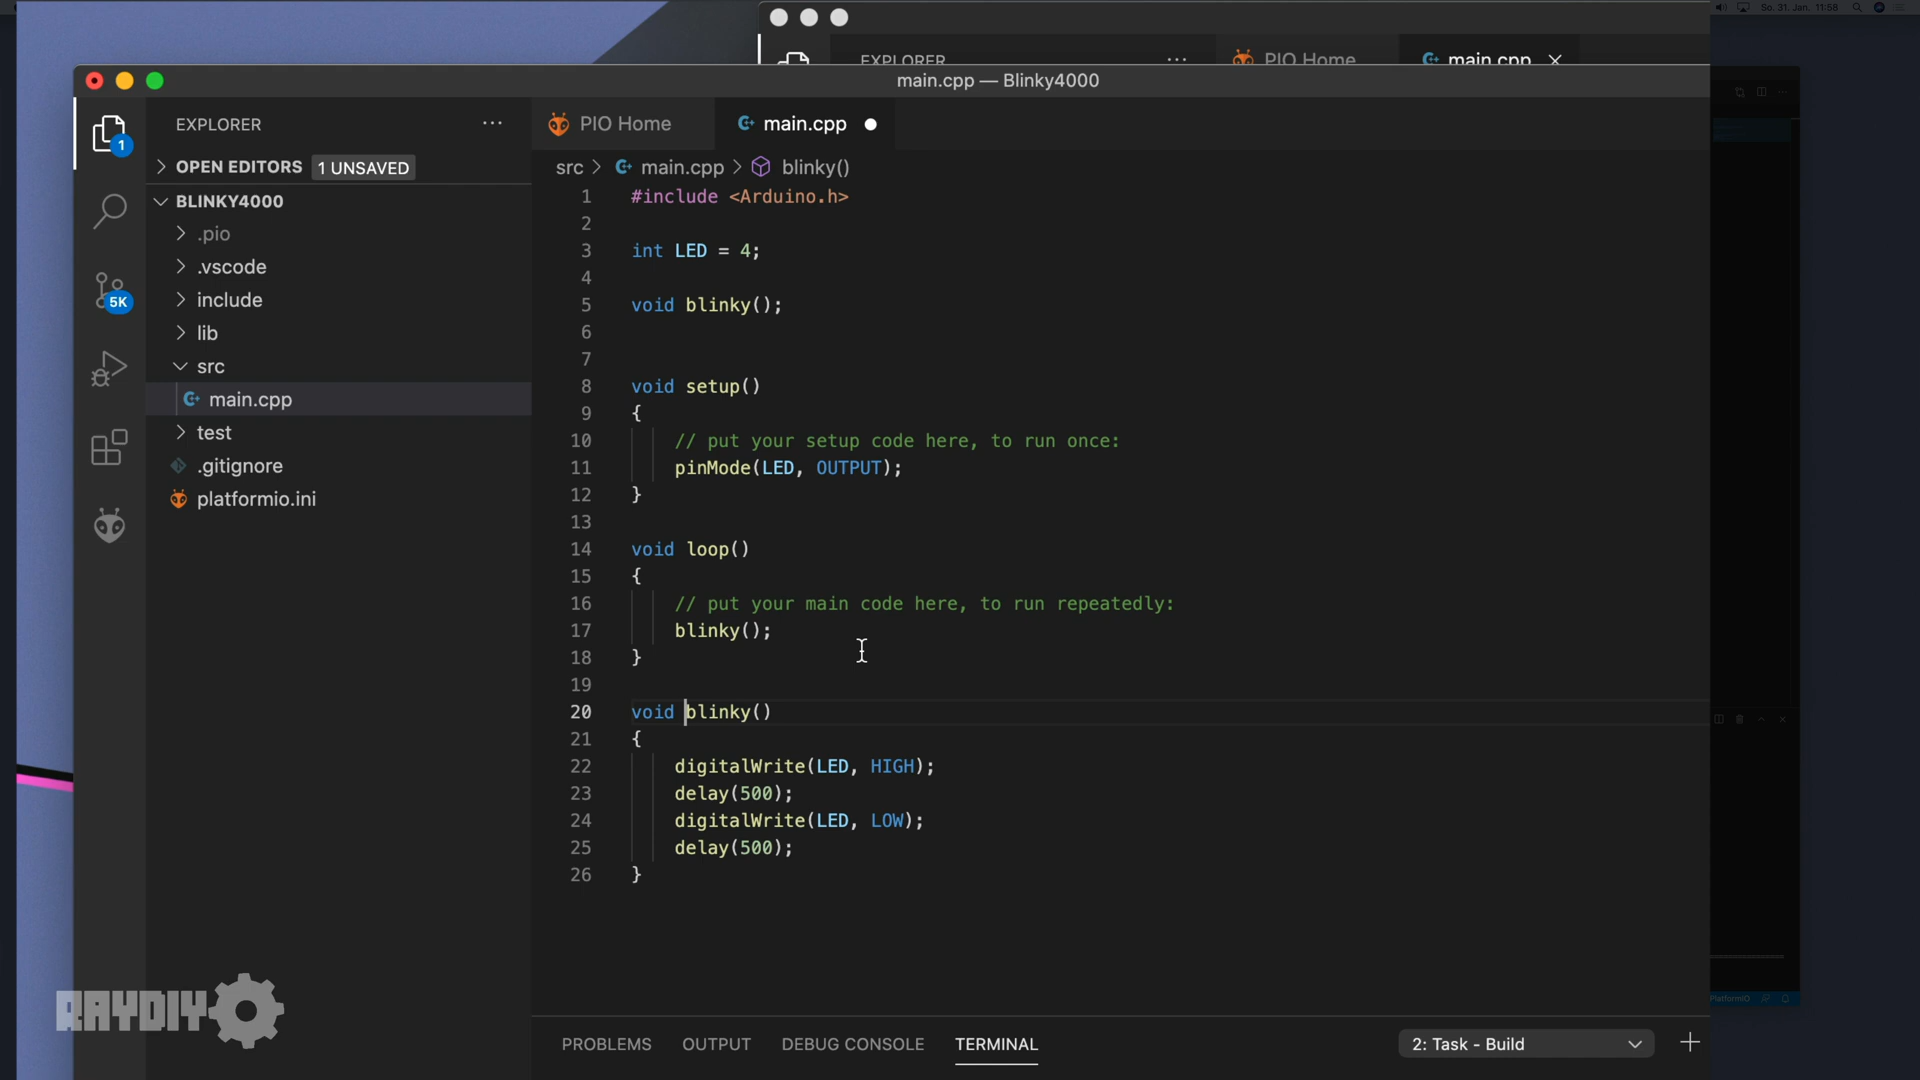 So. 31. Jan. 11:58
EXPLORER
PIO Home
main.cpp
main.cpp — Blinky4000
EXPLORER
PIO Home
main.cpp
1
OPEN EDITORS 1 UNSAVED
src > main.cpp > blinky()
BLINKY4000
.pio
.vscode
include
5K
lib
src
main.cpp
test
.gitignore
platformio.ini
1 #include <Arduino.h>
2
3 int LED = 4;
4
5 void blinky();
6
7
8 void setup()
9 {
10 // put your setup code here, to run once:
11 pinMode(LED, OUTPUT);
12 }
13
14 void loop()
15 {
16 // put your main code here, to run repeatedly:
17 blinky();
18 }
19
20 void blinky()
21 {
22 digitalWrite(LED, HIGH);
23 delay(500);
24 digitalWrite(LED, LOW);
25 delay(500);
26 }
PlatformIO
RAYDIY
PROBLEMS OUTPUT DEBUG CONSOLE TERMINAL
2: Task - Build